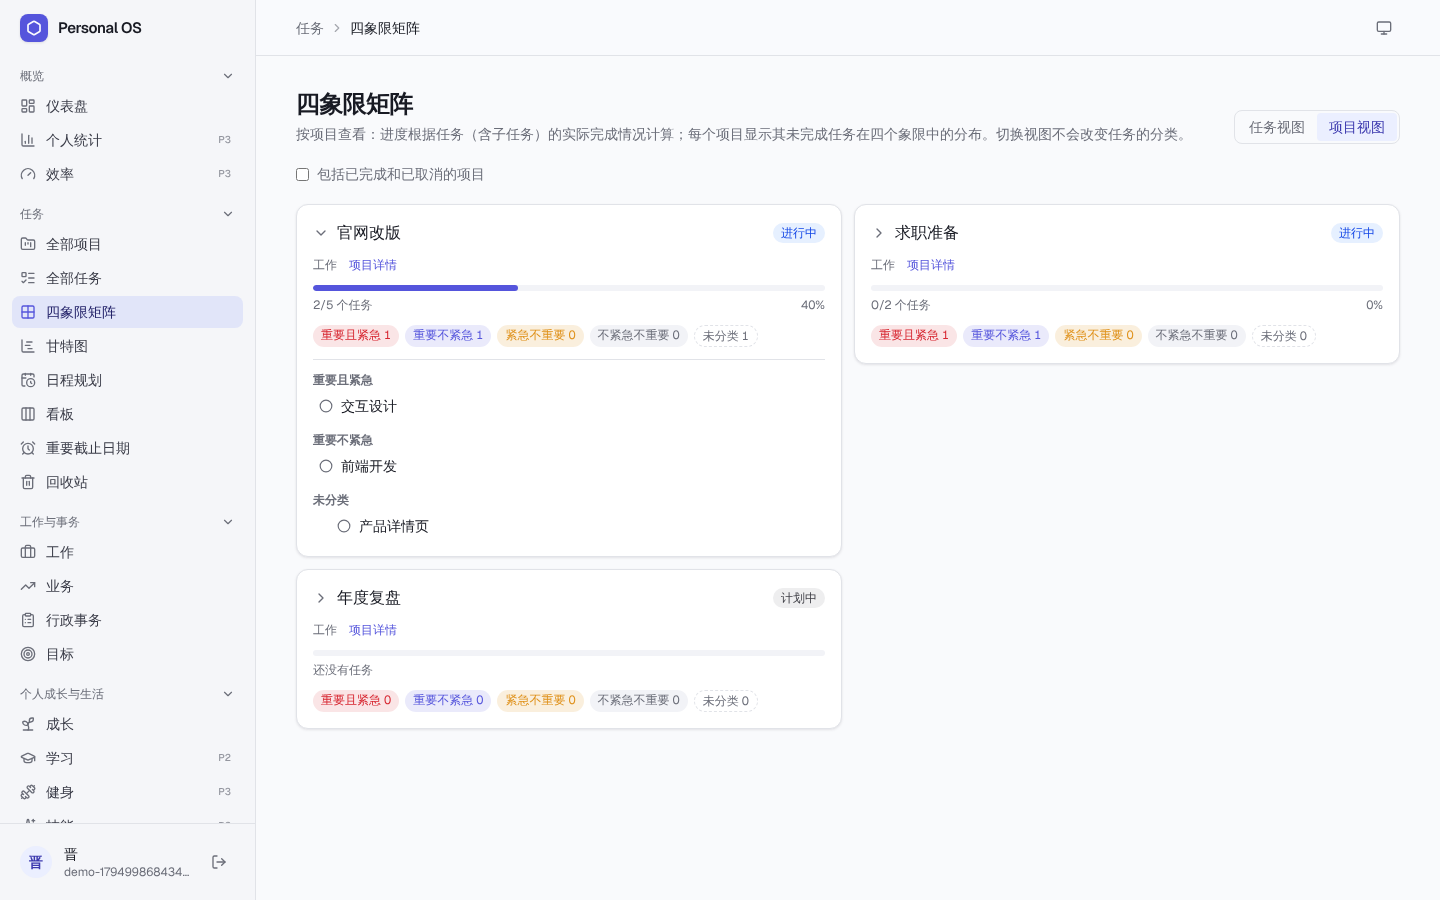 Personal OS
概览
仪表盘
个人统计 P3
效率 P3
任务
全部项目
全部任务
四象限矩阵
甘特图
日程规划
看板
重要截止日期
回收站
工作与事务
工作
业务
行政事务
目标
个人成长与生活
成长
学习 P2
健身 P3
晋
晋
demo-179499868434...
任务 > 四象限矩阵
四象限矩阵
按项目查看：进度根据任务（含子任务）的实际完成情况计算；每个项目显示其未完成任务在四个象限中的分布。切换视图不会改变任务的分类。
任务视图 项目视图
包括已完成和已取消的项目
官网改版 进行中
工作 项目详情
2/5 个任务 40%
重要且紧急 1 重要不紧急 1 紧急不重要 0 不紧急不重要 0 未分类 1
重要且紧急
交互设计
重要不紧急
前端开发
未分类
产品详情页
求职准备 进行中
工作 项目详情
0/2 个任务 0%
重要且紧急 1 重要不紧急 1 紧急不重要 0 不紧急不重要 0 未分类 0
年度复盘 计划中
工作 项目详情
还没有任务
重要且紧急 0 重要不紧急 0 紧急不重要 0 不紧急不重要 0 未分类 0